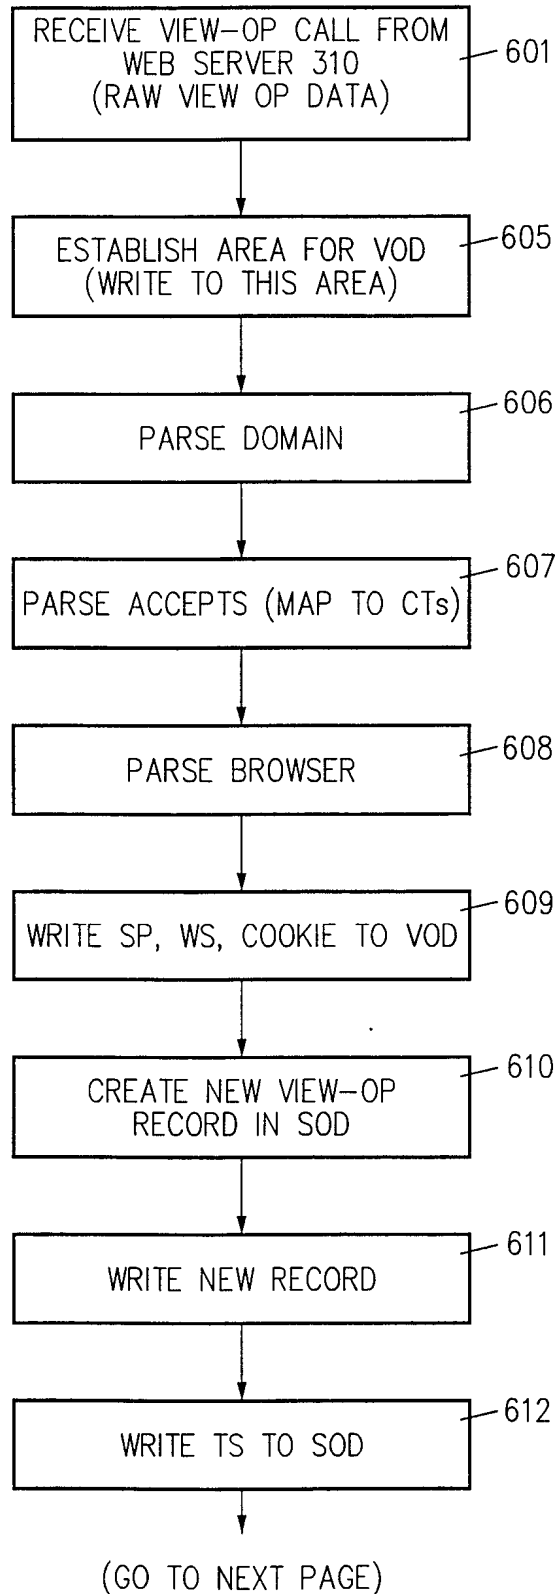 RECEIVE VIEW-OP CALL FROM
WEB SERVER 310
(RAW VIEW OP DATA)
601
ESTABLISH AREA FOR VOD
(WRITE TO THIS AREA)
605
PARSE DOMAIN
606
PARSE ACCEPTS (MAP TO CTs)
607
PARSE BROWSER
608
WRITE SP, WS, COOKIE TO VOD
609
CREATE NEW VIEW-OP
RECORD IN SOD
610
WRITE NEW RECORD
611
WRITE TS TO SOD
612
(GO TO NEXT PAGE)